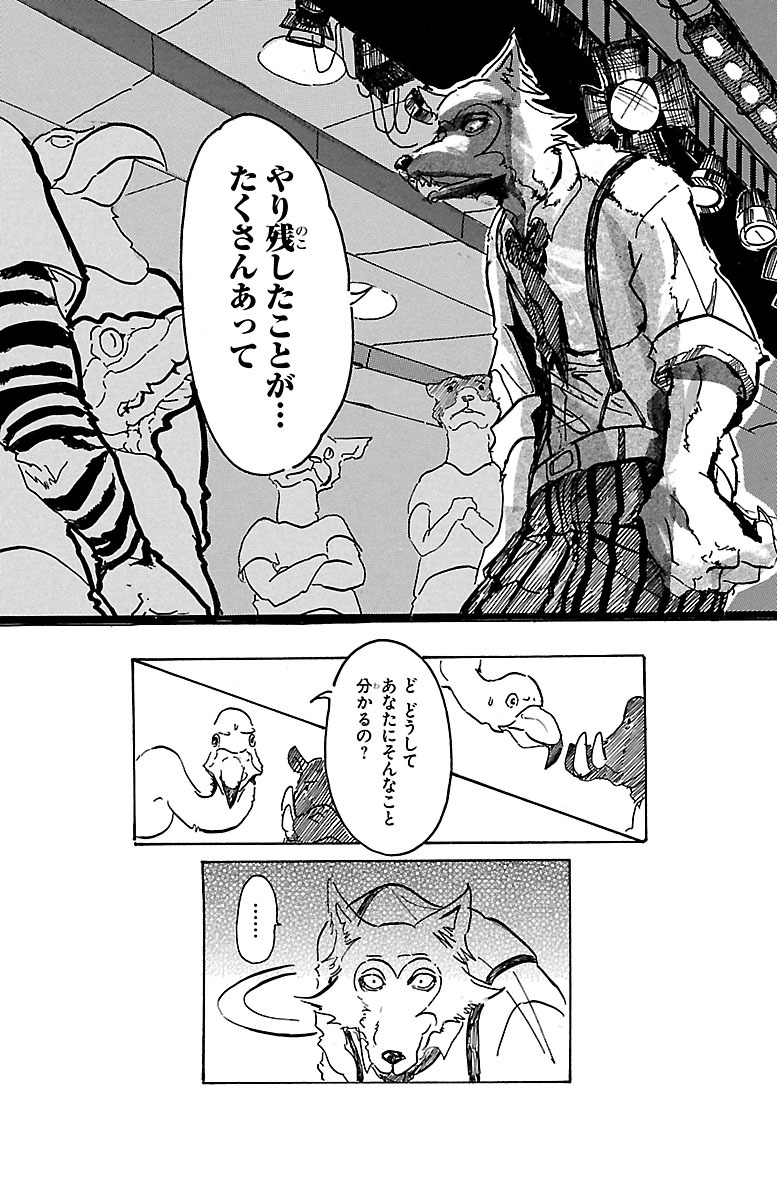 やり残したことが…
たくさんあって
ど どうして
あなたにそんなこと
分かるの？
……